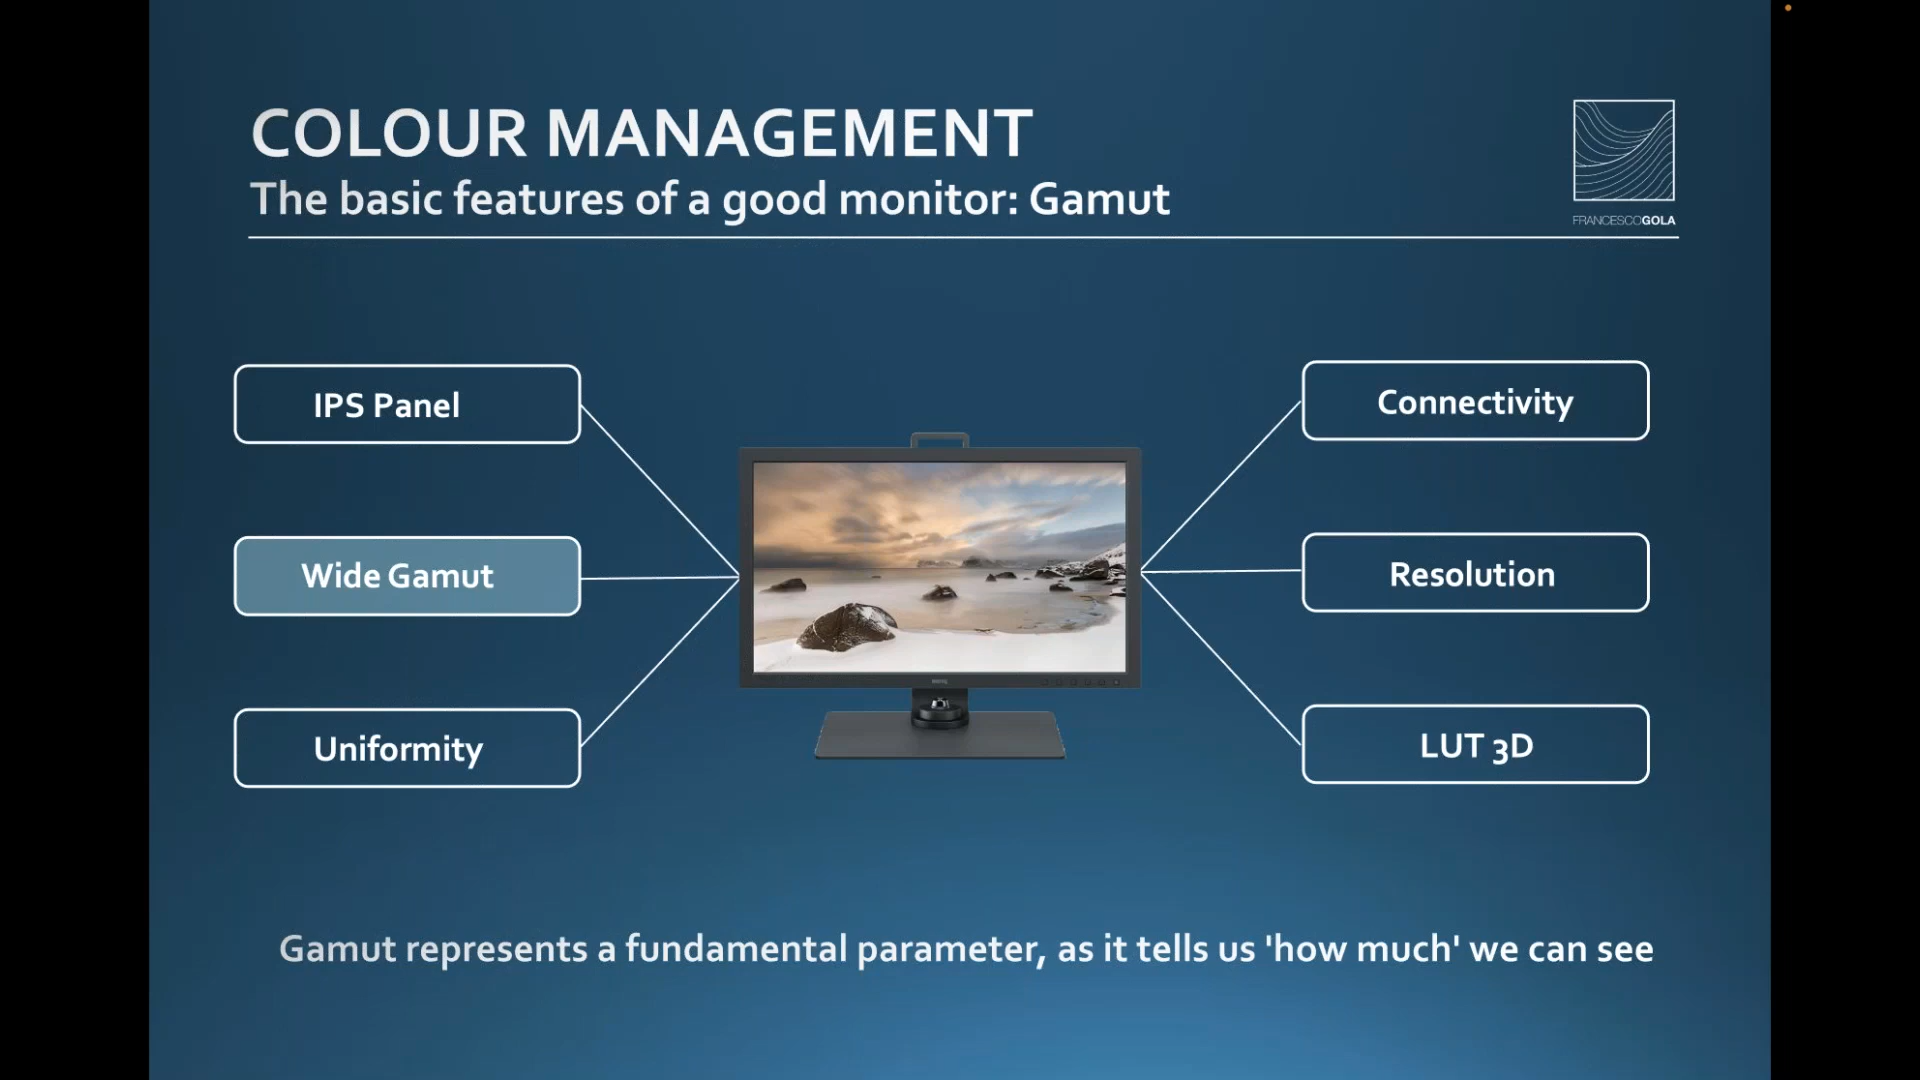 COLOUR MANAGEMENT
The basic features of a good monitor: Gamut
FRANCESCOGOLA
IPS Panel
Wide Gamut
Uniformity
Connectivity
Resolution
LUT 3D
BenQ
Gamut represents a fundamental parameter, as it tells us 'how much' we can see